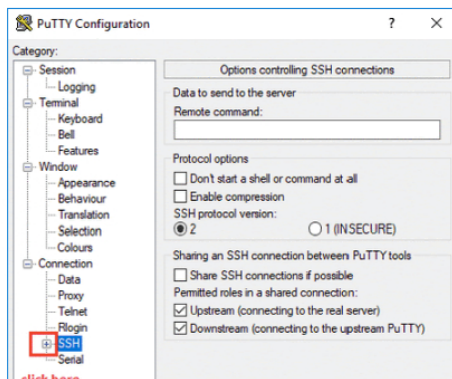 PuTTY Configuration
?
Category:
Session
Logging
Terminal
Keyboard
Bell
Features
Window
Appearance
Behaviour
Translation
Selection
Colours
Connection
Data
Proxy
Telnet
Rlogin
SSH
Serial
click here
Options controlling SSH connections
Data to send to the server
Remote command:
Protocol options
Don't start a shell or command at all
Enable compression
SSH protocol version:
2
1 (INSECURE)
Sharing an SSH connection between PuTTY tools
Share SSH connections if possible
Permitted roles in a shared connection:
Upstream (connecting to the real server)
Downstream (connecting to the upstream PuTTY)